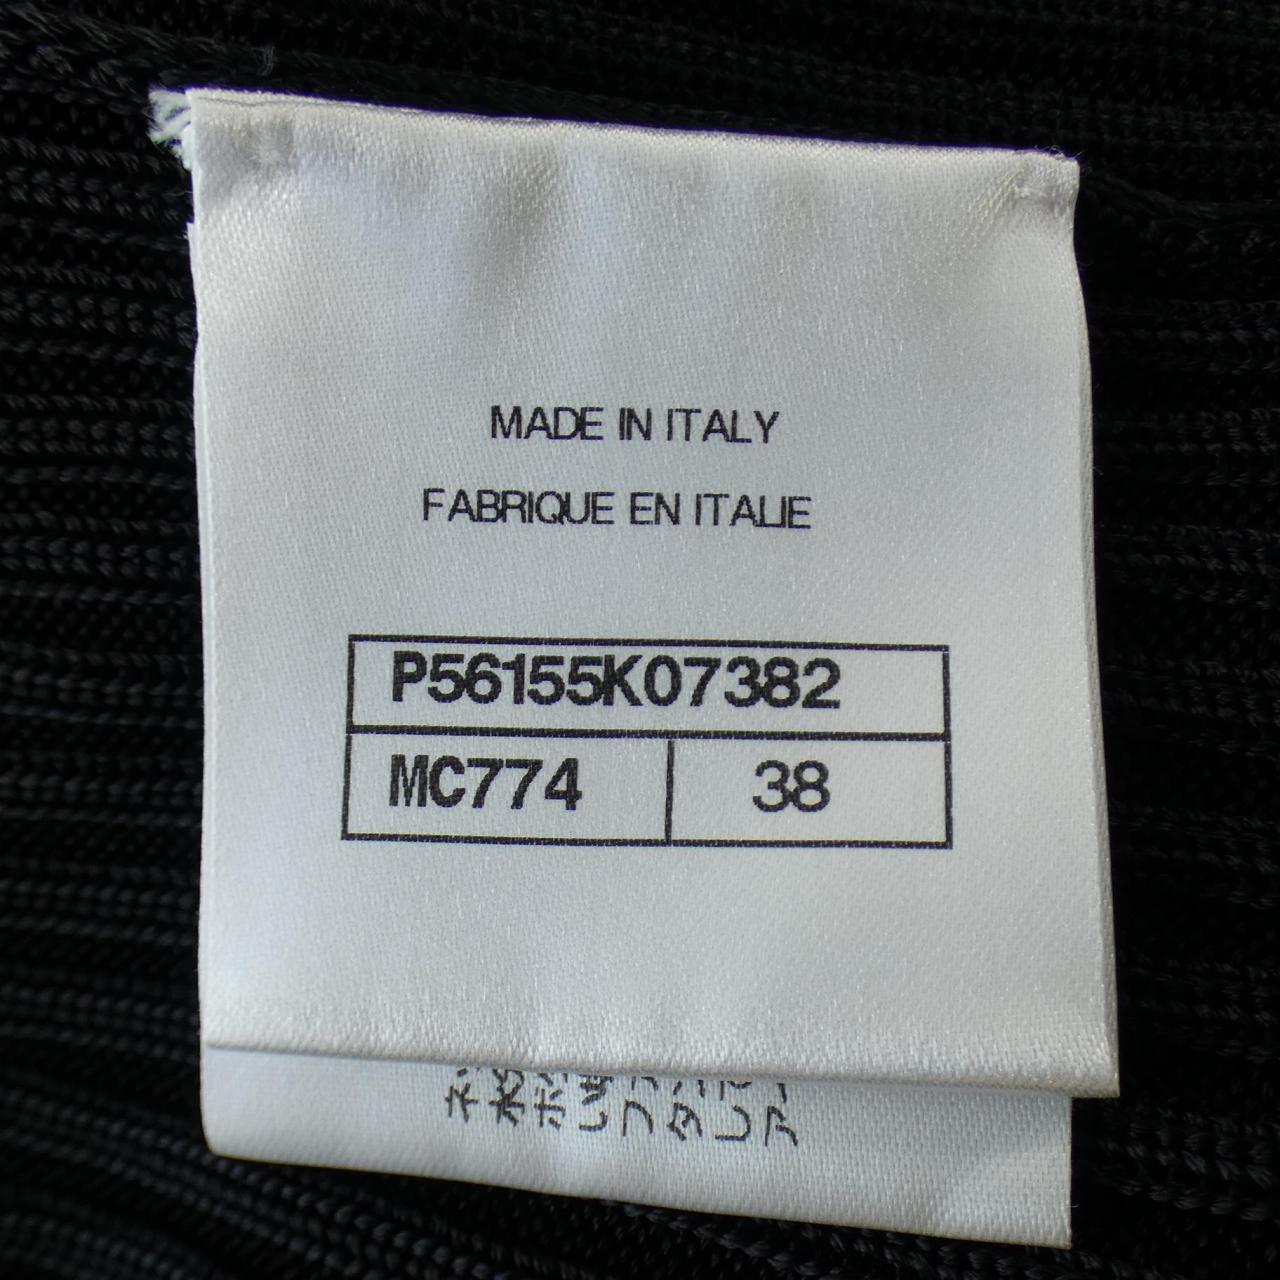 MADE IN ITALY
FABRIQUE EN ITALIE
P56155K07382
MC774 38